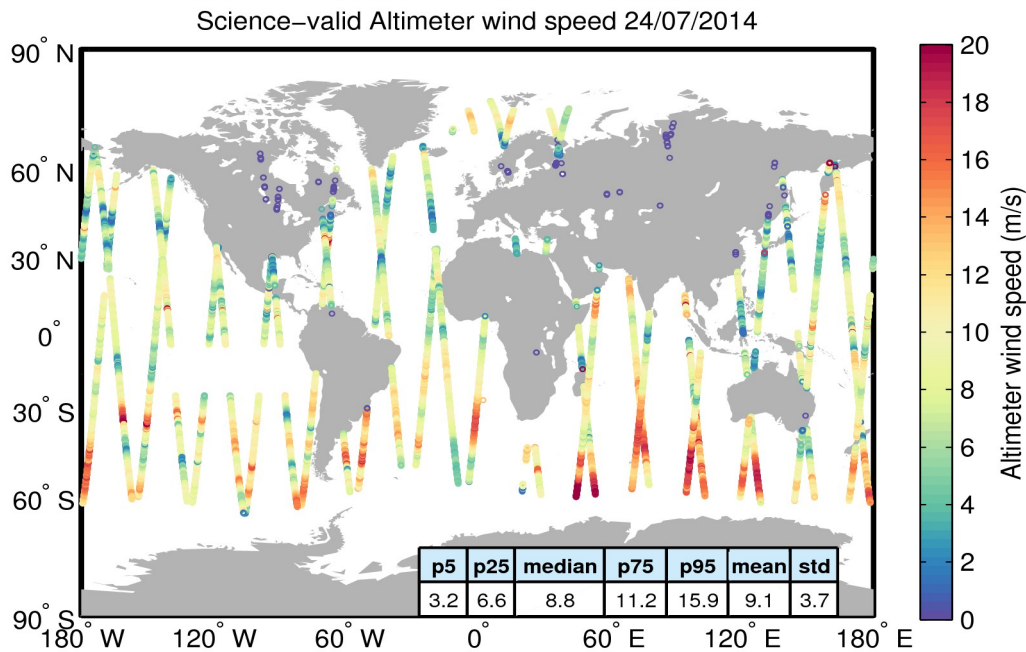 Science−valid Altimeter wind speed 24/07/2014
90° N
60° N
30° N
0°
30° S
60° S
90° S
180° W
120° W
60° W
0°
60° E
120° E
180° E
p5 p25 median p75 p95 mean std
3.2 6.6 8.8 11.2 15.9 9.1 3.7
20
18
16
14
12
10
8
6
4
2
0
Altimeter wind speed (m/s)